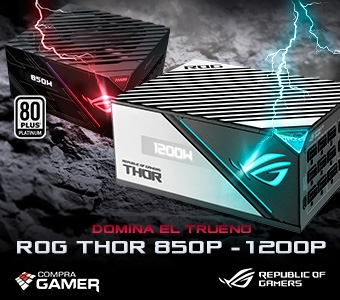 ROG
850W
80
PLUS
PLATINUM
1200W
REPUBLIC OF GAMERS
THOR
DOMINA EL TRUENO
ROG THOR 850P - 1200P
COMPRA
GAMER
REPUBLIC OF
GAMERS